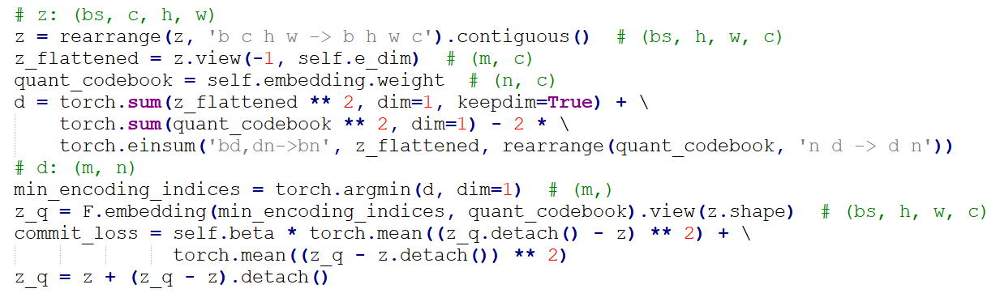 # z: (bs, c, h, w)
z = rearrange(z, 'b c h w -> b h w c').contiguous()  # (bs, h, w, c)
z_flattened = z.view(-1, self.e_dim)  # (m, c)
quant_codebook = self.embedding.weight  # (n, c)
d = torch.sum(z_flattened ** 2, dim=1, keepdim=True) + \
    torch.sum(quant_codebook ** 2, dim=1) - 2 * \
    torch.einsum('bd,dn->bn', z_flattened, rearrange(quant_codebook, 'n d -> d n'))
# d: (m, n)
min_encoding_indices = torch.argmin(d, dim=1)  # (m,)
z_q = F.embedding(min_encoding_indices, quant_codebook).view(z.shape)  # (bs, h, w, c)
commit_loss = self.beta * torch.mean((z_q.detach() - z) ** 2) + \
              torch.mean((z_q - z.detach()) ** 2)
z_q = z + (z_q - z).detach()